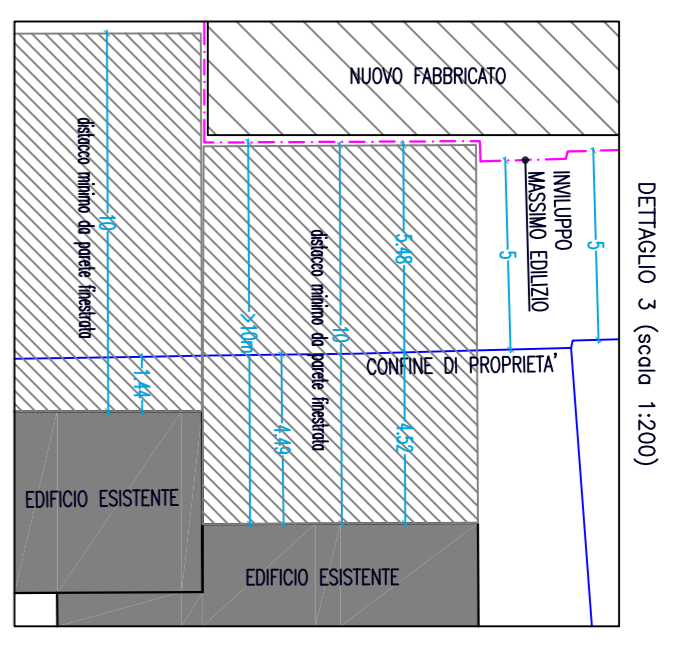 DETTAGLIO 3 (scala 1:200)
NUOVO FABBRICATO
INVILUPPO
MASSIMO EDILIZIO
5
5
distacco minimo da parete finestrata
10
distacco minimo da parete finestrata
10
>10m
5.48
CONFINE DI PROPRIETA'
1.44
4.49
4.52
EDIFICIO ESISTENTE
EDIFICIO ESISTENTE